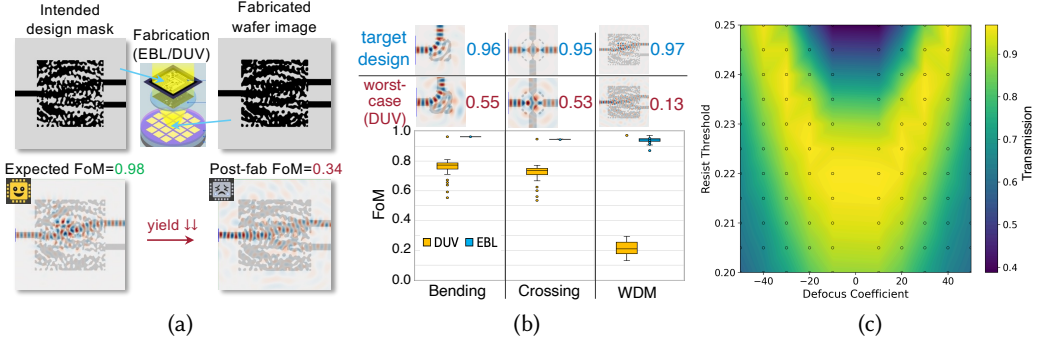 Intended
design mask
Fabrication
(EBL/DUV)
Fabricated
wafer image
Expected FoM=0.98
Post-fab FoM=0.34
yield ↓↓
(a)
target
design
0.96
0.95
0.97
worst-
case
(DUV)
0.55
0.53
0.13
FoM
1.0
0.8
0.6
0.4
0.2
0.0
DUV
EBL
Bending
Crossing
WDM
(b)
Resist Threshold
0.25
0.24
0.23
0.22
0.21
0.20
−40
−20
0
20
40
Defocus Coefficient
0.9
0.8
0.7
0.6
0.5
0.4
Transmission
(c)